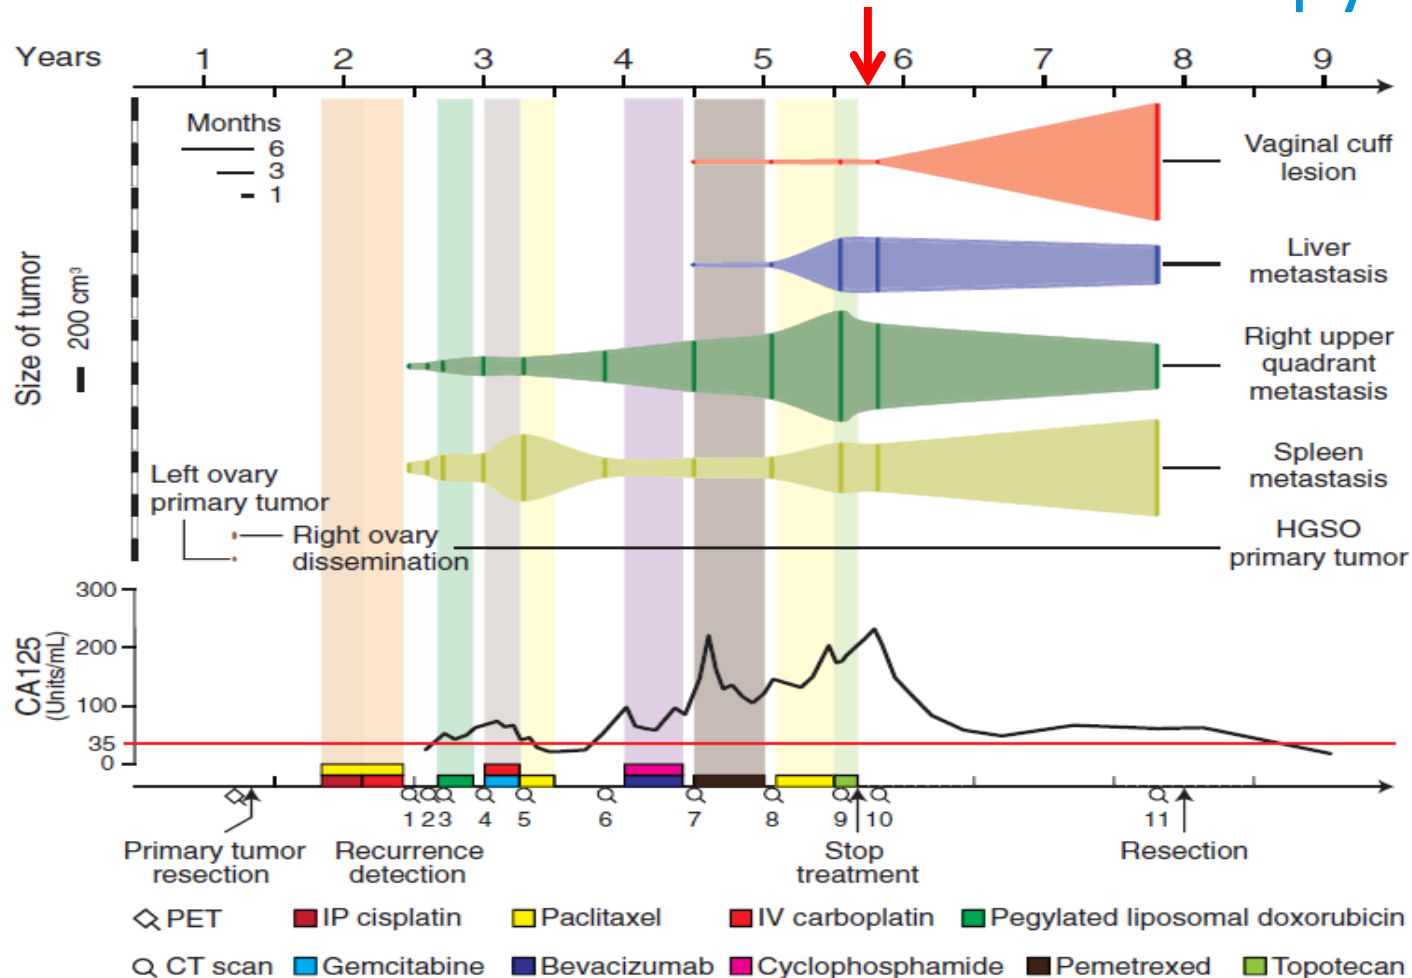 Years 1 2 3 4 5 6 7 8 9
Months
6
3
1
Size of tumor
200 cm³
Vaginal cuff
lesion
Liver
metastasis
Right upper
quadrant
metastasis
Spleen
metastasis
Left ovary
primary tumor
Right ovary
dissemination
HGSO
primary tumor
CA125
(Units/mL)
300
200
100
35
0
1 2 3 4 5 6 7 8 9 10 11
Primary tumor
resection
Recurrence
detection
Stop
treatment
Resection
PET IP cisplatin Paclitaxel IV carboplatin Pegylated liposomal doxorubicin
CT scan Gemcitabine Bevacizumab Cyclophosphamide Pemetrexed Topotecan